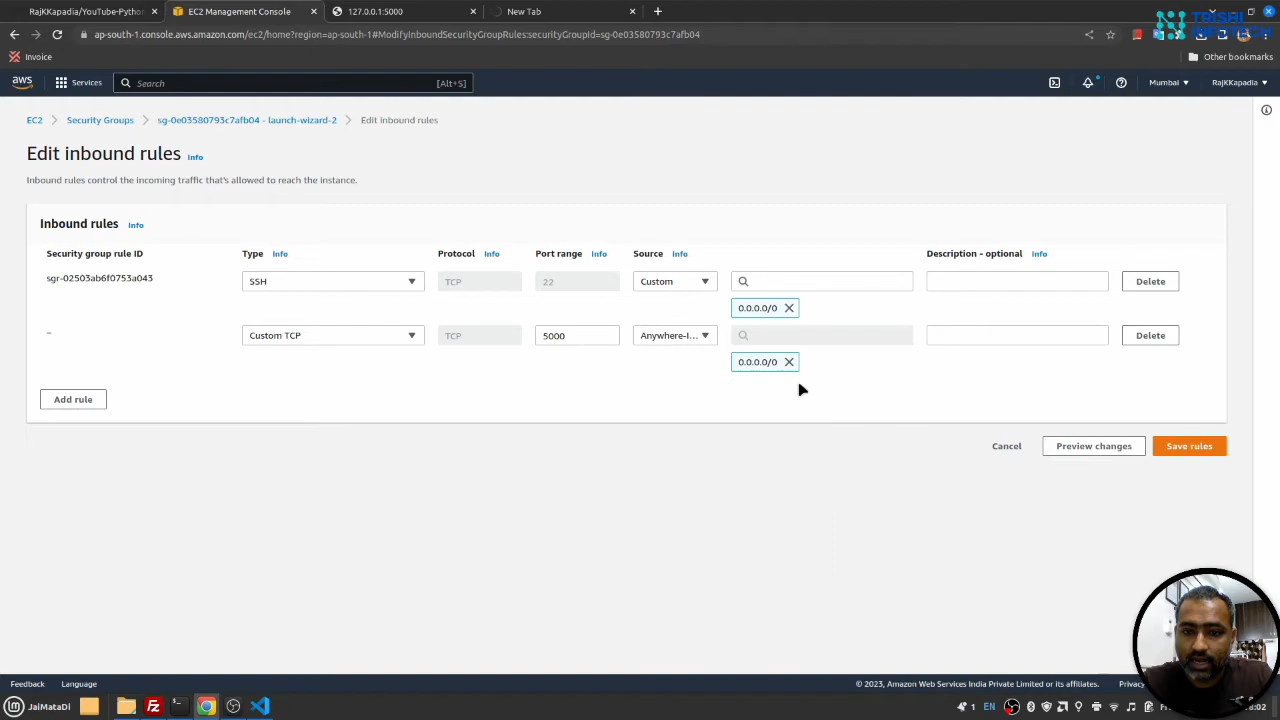 RajKKapadia/YouTube-Pytho
EC2 Management Console
127.0.0.1:5000
New Tab
ap-south-1.console.aws.amazon.com/ec2/home?region=ap-south-1#ModifyInboundSecurityGroupRules:securityGroupId=sg-0e03580793c7afb04
TRISHI
INFOTECH
Invoice
Other bookmarks
aws
Services
Search
[Alt+S]
Mumbai
RajKKapadia
EC2
Security Groups
sg-0e03580793c7afb04 - launch-wizard-2
Edit inbound rules
Edit inbound rules Info
Inbound rules control the incoming traffic that's allowed to reach the instance.
Inbound rules Info
Security group rule ID
Type Info
Protocol Info
Port range Info
Source Info
Description - optional Info
sgr-02503ab6f0753a043
SSH
TCP
22
Custom
Delete
0.0.0.0/0
–
Custom TCP
TCP
5000
Anywhere-I...
Delete
0.0.0.0/0
Add rule
Cancel
Preview changes
Save rules
Feedback
Language
© 2023, Amazon Web Services India Private Limited or its affiliates.
Privacy
JaiMataDi
1
EN